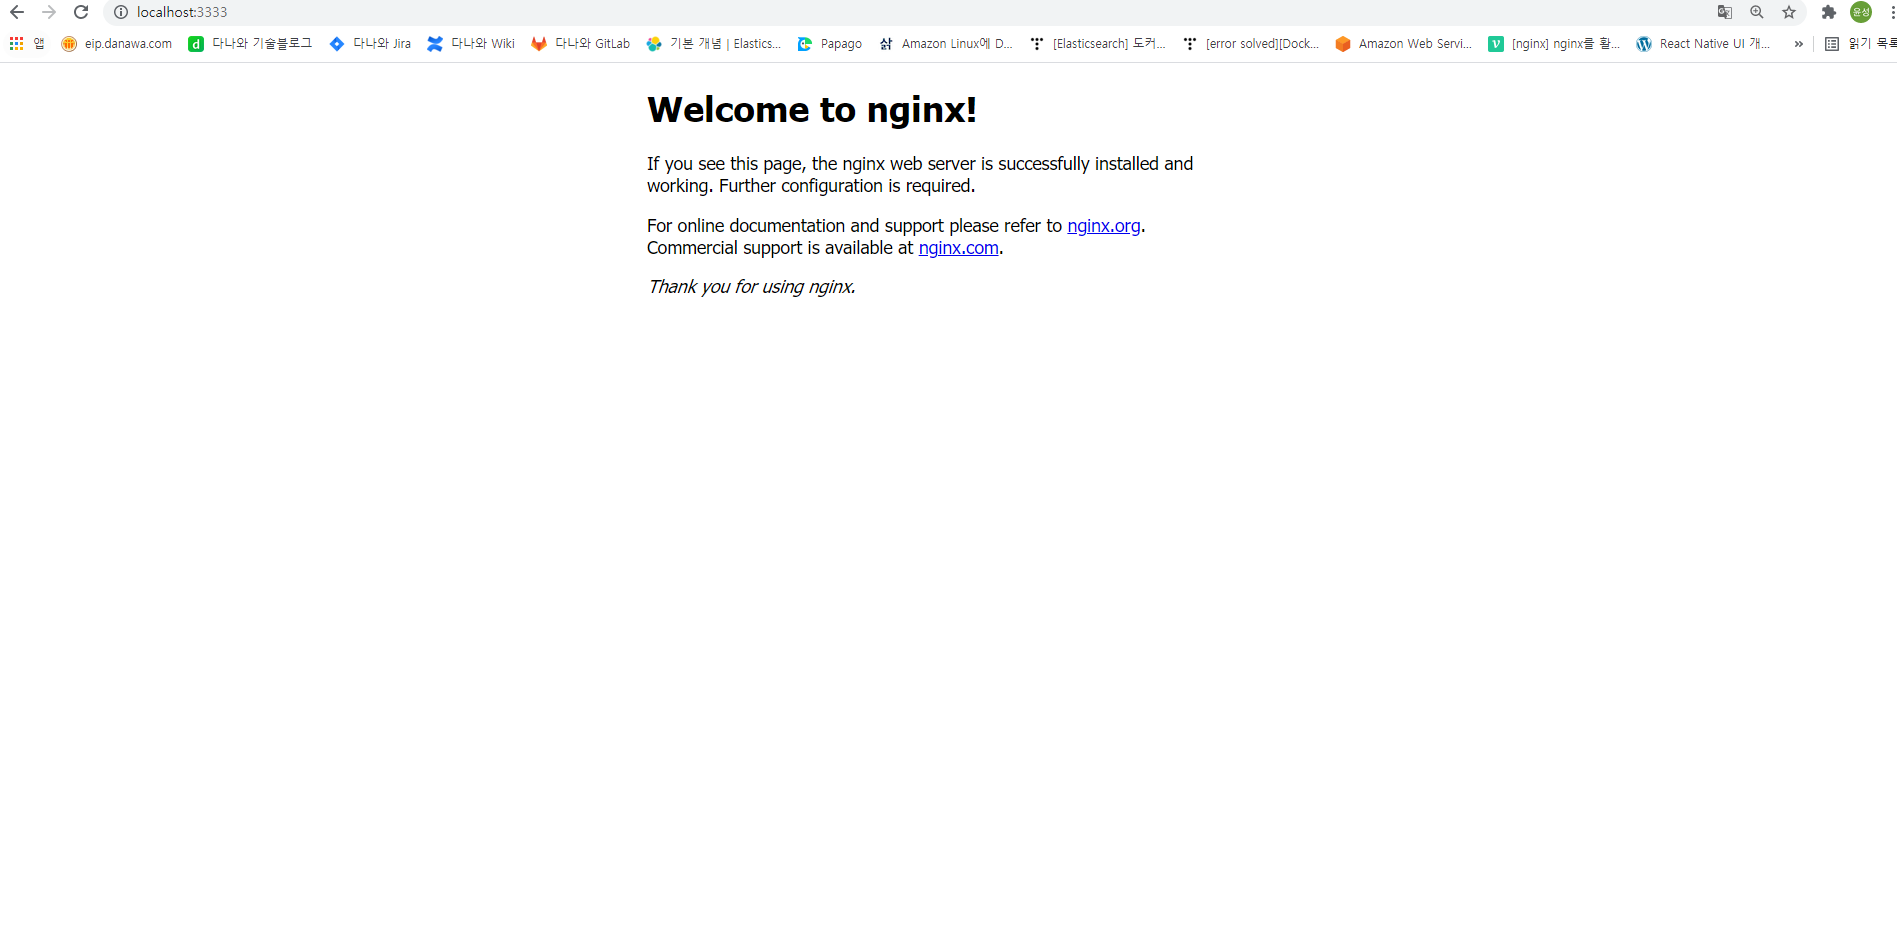 localhost:3333
윤성
앱 eip.danawa.com 다나와 기술블로그 다나와 Jira 다나와 Wiki 다나와 GitLab 기본 개념 | Elastics... Papago Amazon Linux에 D... [Elasticsearch] 도커... [error solved][Dock... Amazon Web Servi... [nginx] nginx를 활... React Native UI 개... » 읽기 목록
Welcome to nginx!
If you see this page, the nginx web server is successfully installed and
working. Further configuration is required.
For online documentation and support please refer to nginx.org.
Commercial support is available at nginx.com.
Thank you for using nginx.